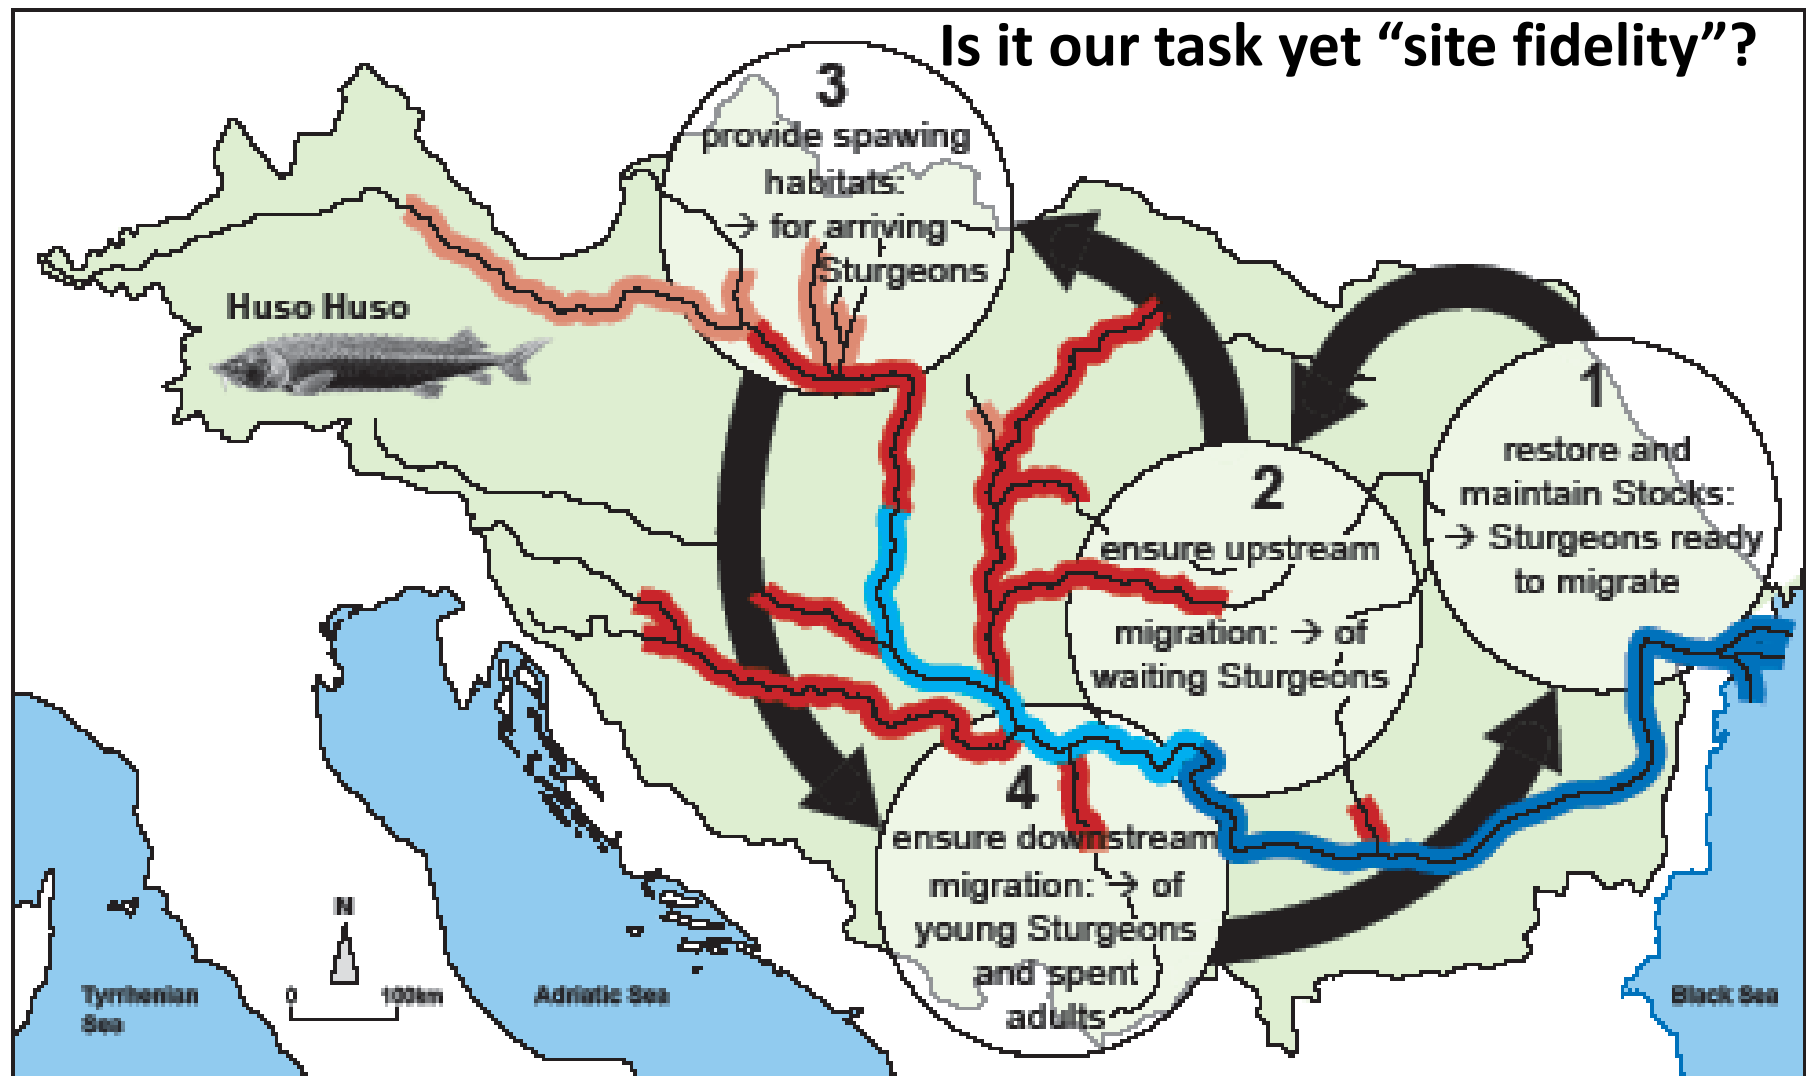 Is it our task yet “site fidelity”?
3
provide spawing
habitats:
→ for arriving
Sturgeons
Huso Huso
1
restore and
maintain Stocks:
→ Sturgeons ready
to migrate
2
ensure upstream
migration: → of
waiting Sturgeons
4
ensure downstream
migration: → of
young Sturgeons
and spent
adults
N
0 100km
Tyrrhenian
Sea
Adriatic Sea
Black Sea